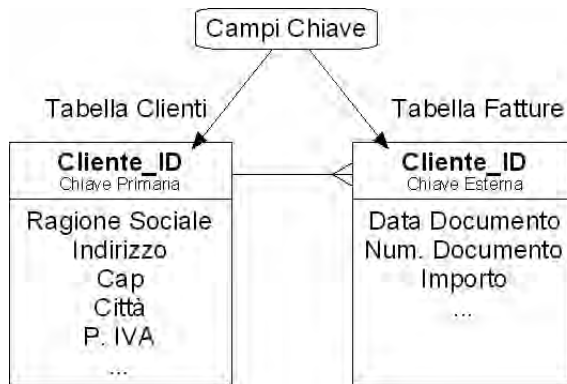 Campi Chiave
Tabella Clienti
Tabella Fatture
Cliente_ID
Chiave Primaria
Ragione Sociale
Indirizzo
Cap
Città
P. IVA
...
Cliente_ID
Chiave Esterna
Data Documento
Num. Documento
Importo
...